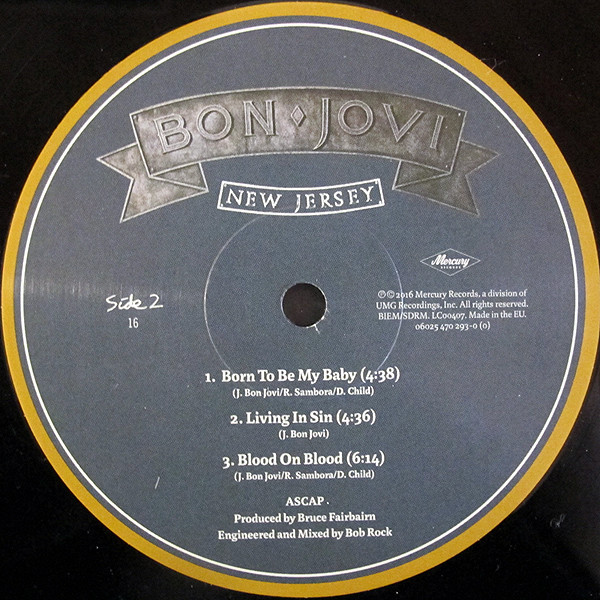 BON♦JOVI
NEW JERSEY
Mercury
RECORDS
Side 2
16
℗© 2016 Mercury Records, a division of
UMG Recordings, Inc. All rights reserved.
BIEM/SDRM. LC00407. Made in the EU.
06025 470 293-0 (0)
1. Born To Be My Baby (4:38)
(J. Bon Jovi/R. Sambora/D. Child)
2. Living In Sin (4:36)
(J. Bon Jovi)
3. Blood On Blood (6:14)
(J. Bon Jovi/R. Sambora/D. Child)
ASCAP.
Produced by Bruce Fairbairn
Engineered and Mixed by Bob Rock